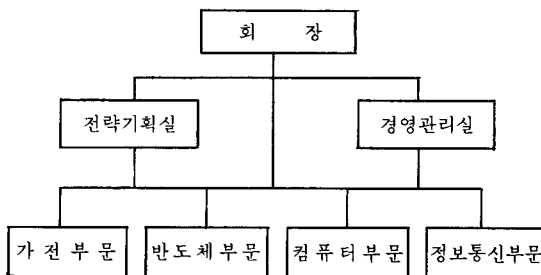 회 장
전략기획실
경영관리실
가전부문
반도체부문
컴퓨터부문
정보통신부문